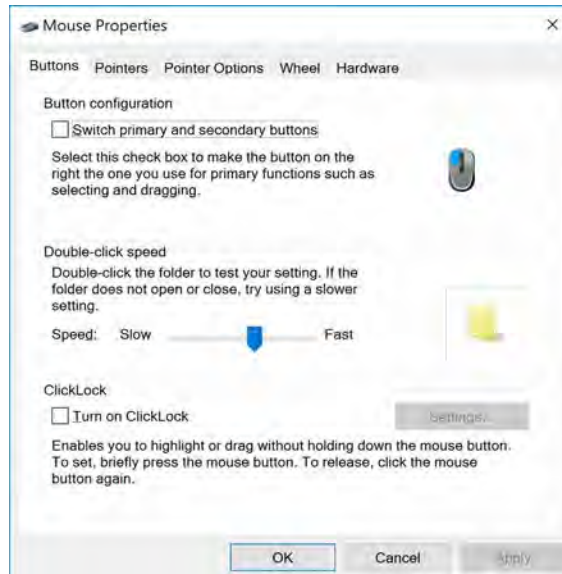 Mouse Properties
Buttons Pointers Pointer Options Wheel Hardware
Button configuration
Switch primary and secondary buttons
Select this check box to make the button on the
right the one you use for primary functions such as
selecting and dragging.
Double-click speed
Double-click the folder to test your setting. If the
folder does not open or close, try using a slower
setting.
Speed: Slow Fast
ClickLock
Turn on ClickLock Settings...
Enables you to highlight or drag without holding down the mouse button.
To set, briefly press the mouse button. To release, click the mouse
button again.
OK Cancel Apply